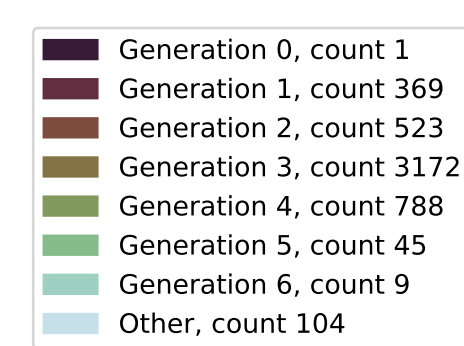 Generation 0, count 1
Generation 1, count 369
Generation 2, count 523
Generation 3, count 3172
Generation 4, count 788
Generation 5, count 45
Generation 6, count 9
Other, count 104